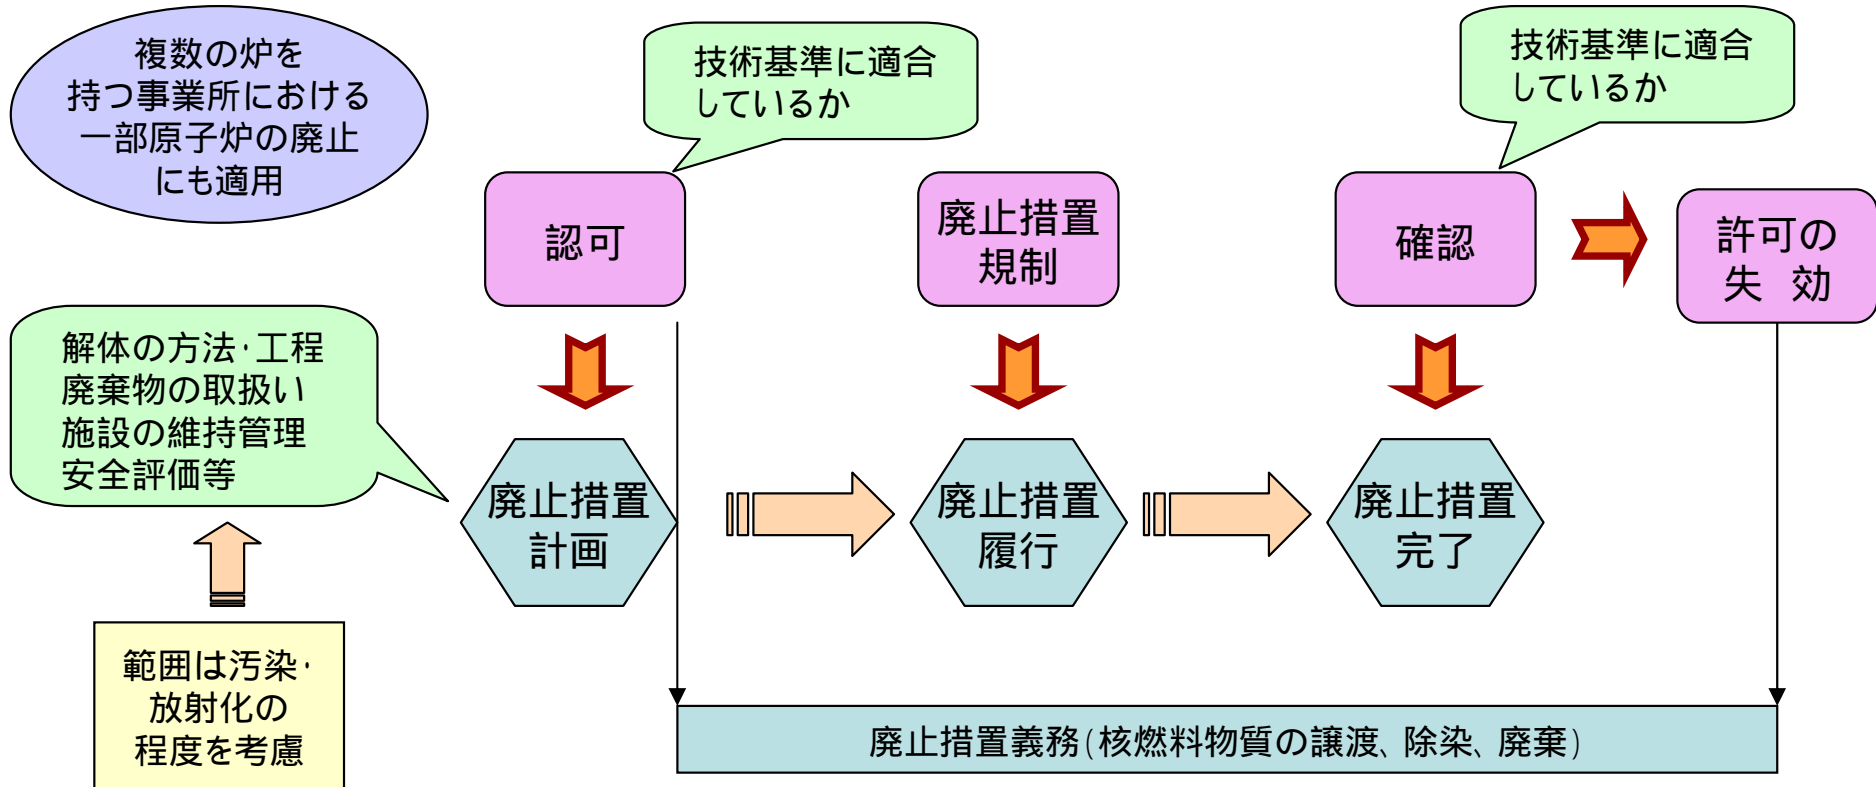 複数の炉を
持つ事業所における
一部原子炉の廃止
にも適用
技術基準に適合
しているか
技術基準に適合
しているか
認可
廃止措置
規制
確認
許可の
失 効
解体の方法・工程
廃棄物の取扱い
施設の維持管理
安全評価等
廃止措置
計画
廃止措置
履行
廃止措置
完了
範囲は汚染・
放射化の
程度を考慮
廃止措置義務(核燃料物質の譲渡、除染、廃棄)